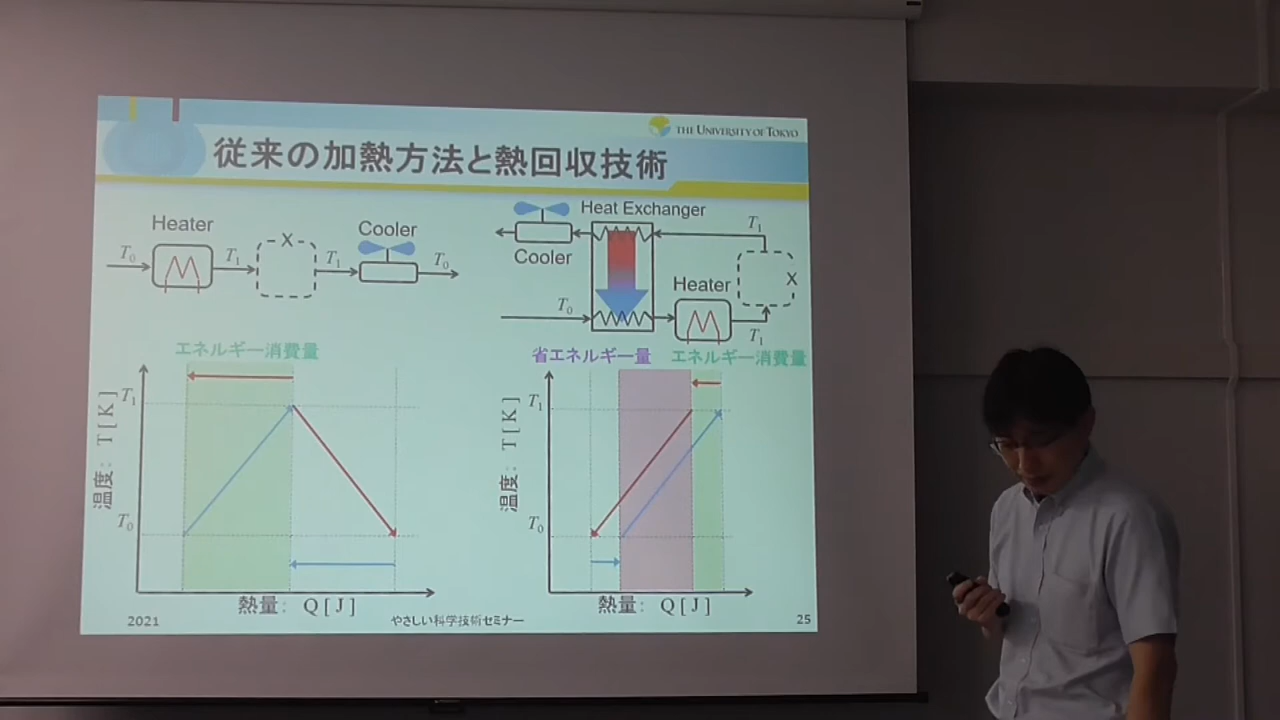 THE UNIVERSITY OF TOKYO
従来の加熱方法と熱回収技術
Heater
Cooler
T₀
T₁
X
T₁
T₀
Heat Exchanger
Cooler
T₁
X
Heater
T₀
T₁
エネルギー消費量
温度: T [ K ]
T₁
T₀
熱量: Q [ J ]
省エネルギー量
エネルギー消費量
温度: T [ K ]
T₁
T₀
熱量: Q [ J ]
2021
やさしい科学技術セミナー
25